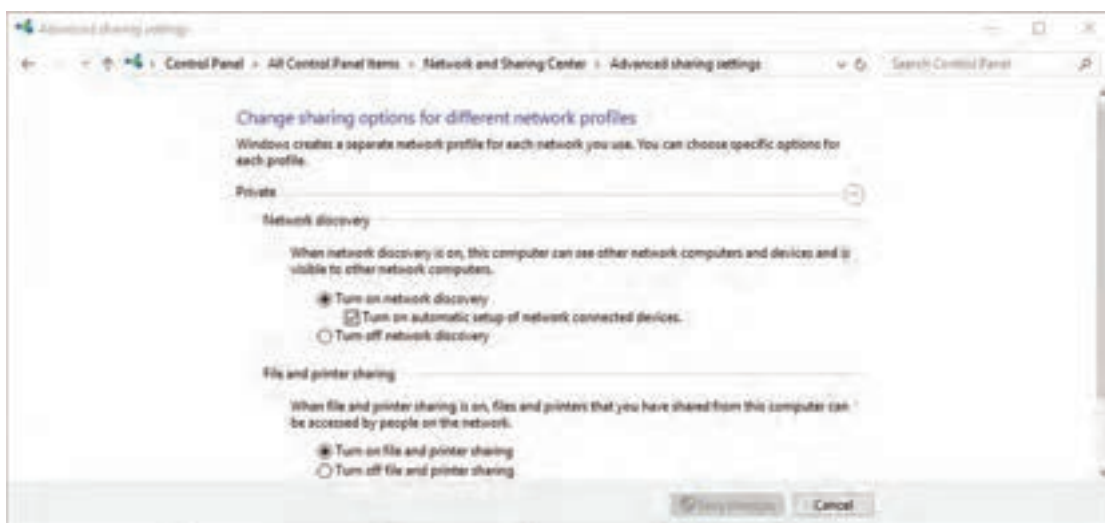 Advanced sharing settings
Control Panel › All Control Panel Items › Network and Sharing Center › Advanced sharing settings
Search Control Panel
Change sharing options for different network profiles
Windows creates a separate network profile for each network you use. You can choose specific options for
each profile.
Private
Network discovery
When network discovery is on, this computer can see other network computers and devices and is
visible to other network computers.
Turn on network discovery
Turn on automatic setup of network connected devices.
Turn off network discovery
File and printer sharing
When file and printer sharing is on, files and printers that you have shared from this computer can
be accessed by people on the network.
Turn on file and printer sharing
Turn off file and printer sharing
Save changes
Cancel